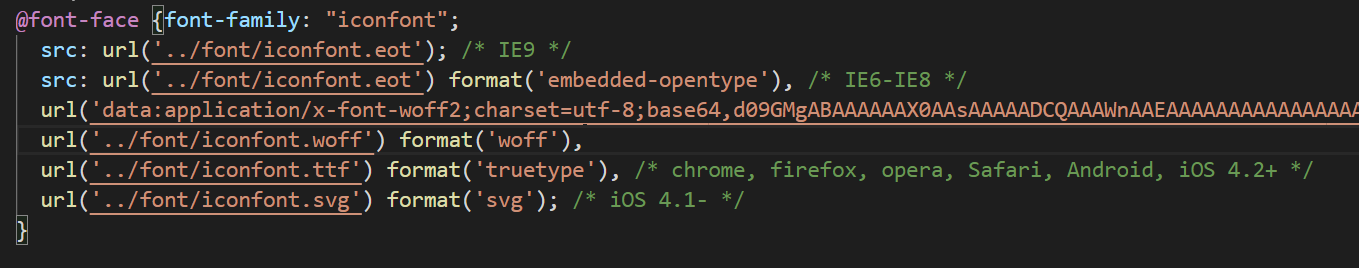 @font-face {font-family: "iconfont";
src: url('../font/iconfont.eot'); /* IE9 */
src: url('../font/iconfont.eot') format('embedded-opentype'), /* IE6-IE8 */
url('data:application/x-font-woff2;charset=utf-8;base64,d09GMgABAAAAAAX0AAsAAAAADCQAAAWnAAEAAAAAAAAAAAAAAAAA
url('../font/iconfont.woff') format('woff'),
url('../font/iconfont.ttf') format('truetype'), /* chrome, firefox, opera, Safari, Android, iOS 4.2+ */
url('../font/iconfont.svg') format('svg'); /* iOS 4.1- */
}